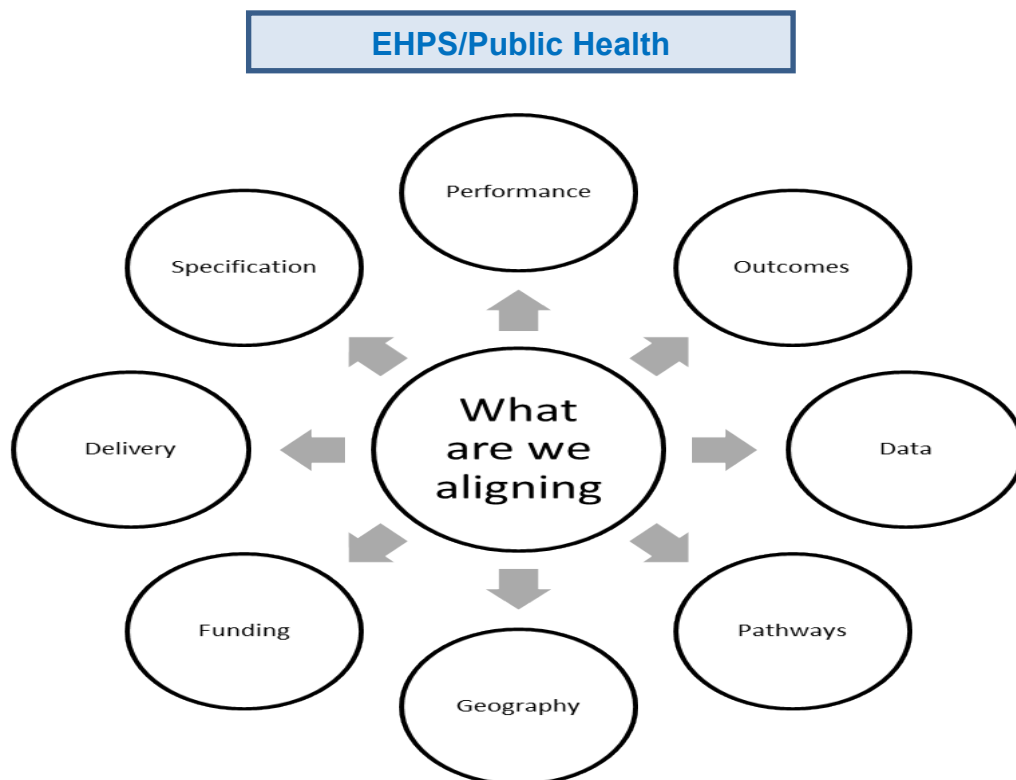 EHPS/Public Health
Performance
Specification
Outcomes
What
are we
aligning
Delivery
Data
Funding
Pathways
Geography